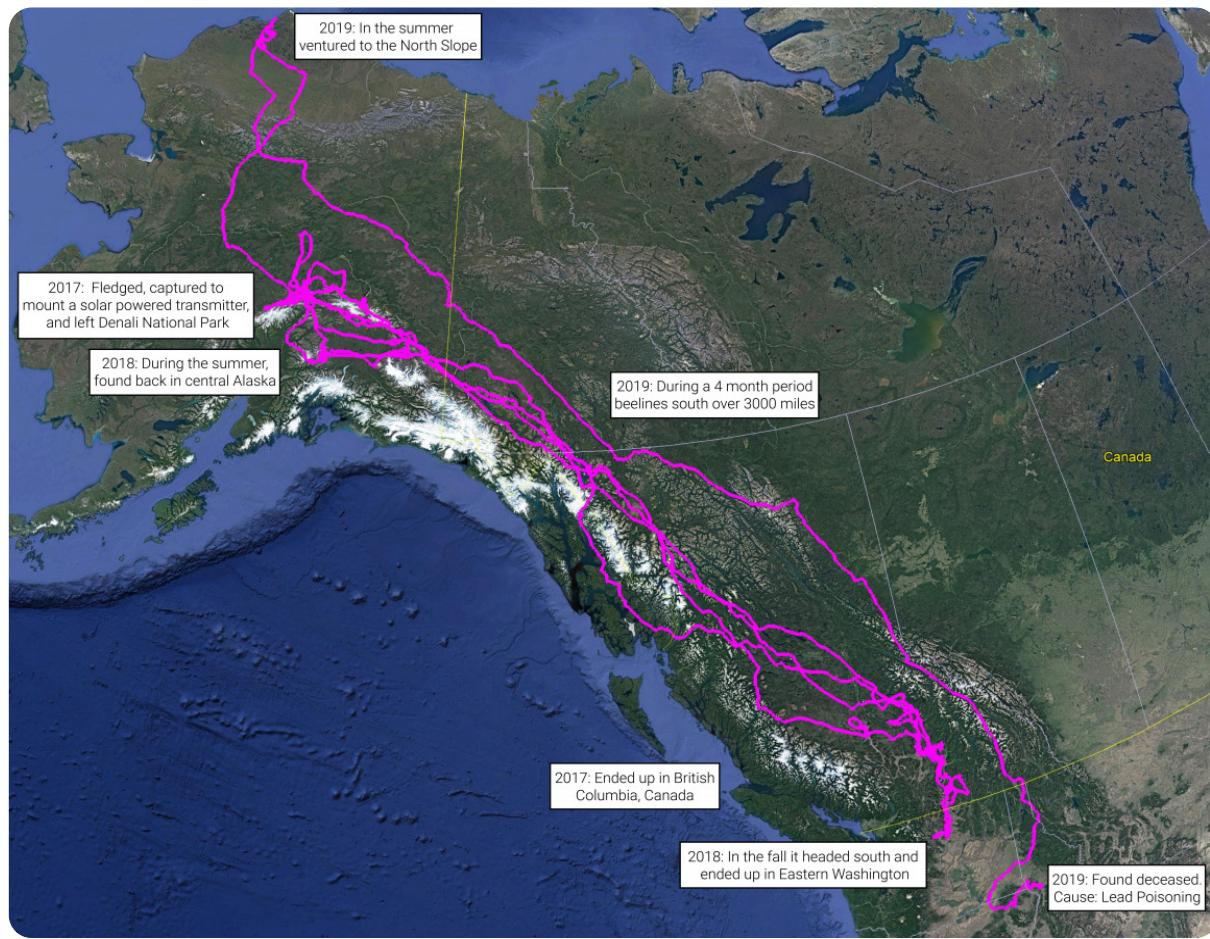 2019: In the summer
ventured to the North Slope
2017: Fledged, captured to
mount a solar powered transmitter,
and left Denali National Park
2018: During the summer,
found back in central Alaska
2019: During a 4 month period
beelines south over 3000 miles
Canada
2017: Ended up in British
Columbia, Canada
2018: In the fall it headed south and
ended up in Eastern Washington
2019: Found deceased.
Cause: Lead Poisoning